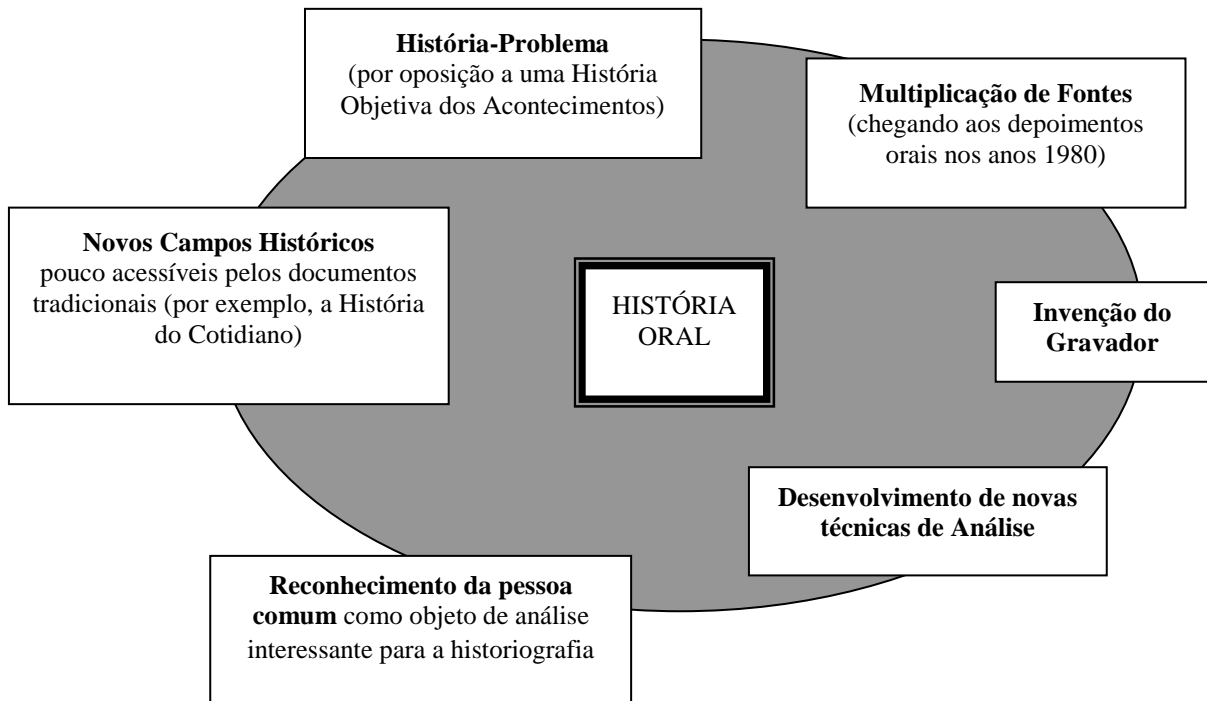 História-Problema
(por oposição a uma História
Objetiva dos Acontecimentos)
Multiplicação de Fontes
(chegando aos depoimentos
orais nos anos 1980)
Novos Campos Históricos
pouco acessíveis pelos documentos
tradicionais (por exemplo, a História
do Cotidiano)
HISTÓRIA
ORAL
Invenção do
Gravador
Desenvolvimento de novas
técnicas de Análise
Reconhecimento da pessoa
comum como objeto de análise
interessante para a historiografia